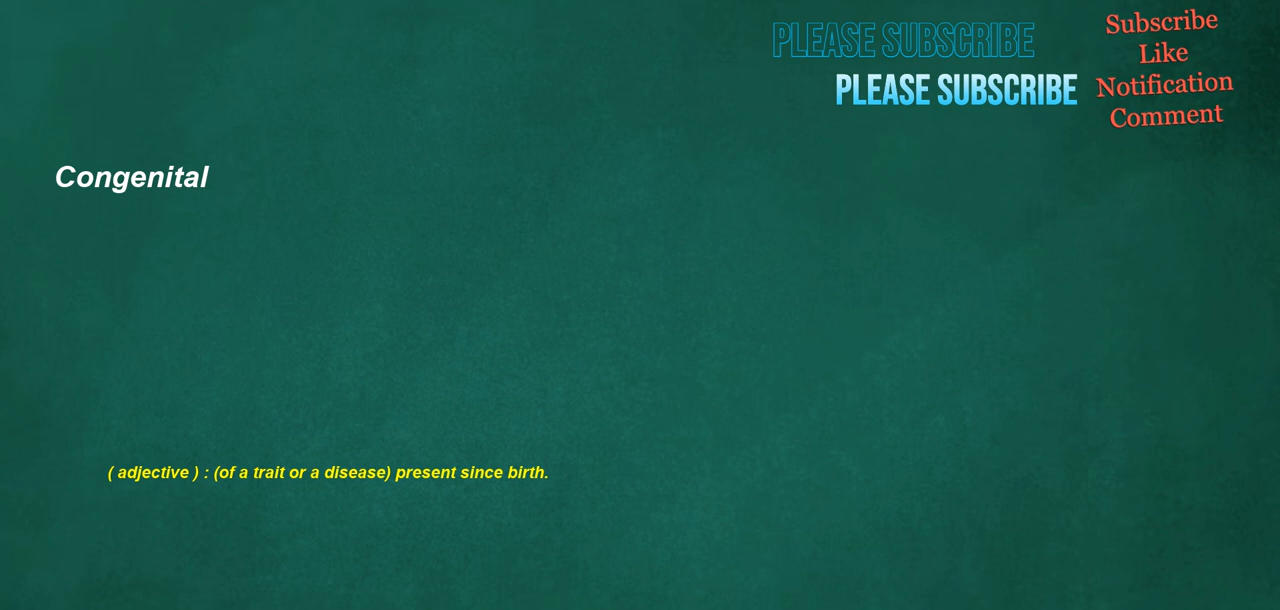 PLEASE SUBSCRIBE
PLEASE SUBSCRIBE
Subscribe
Like
Notification
Comment
Congenital
( adjective ) : (of a trait or a disease) present since birth.